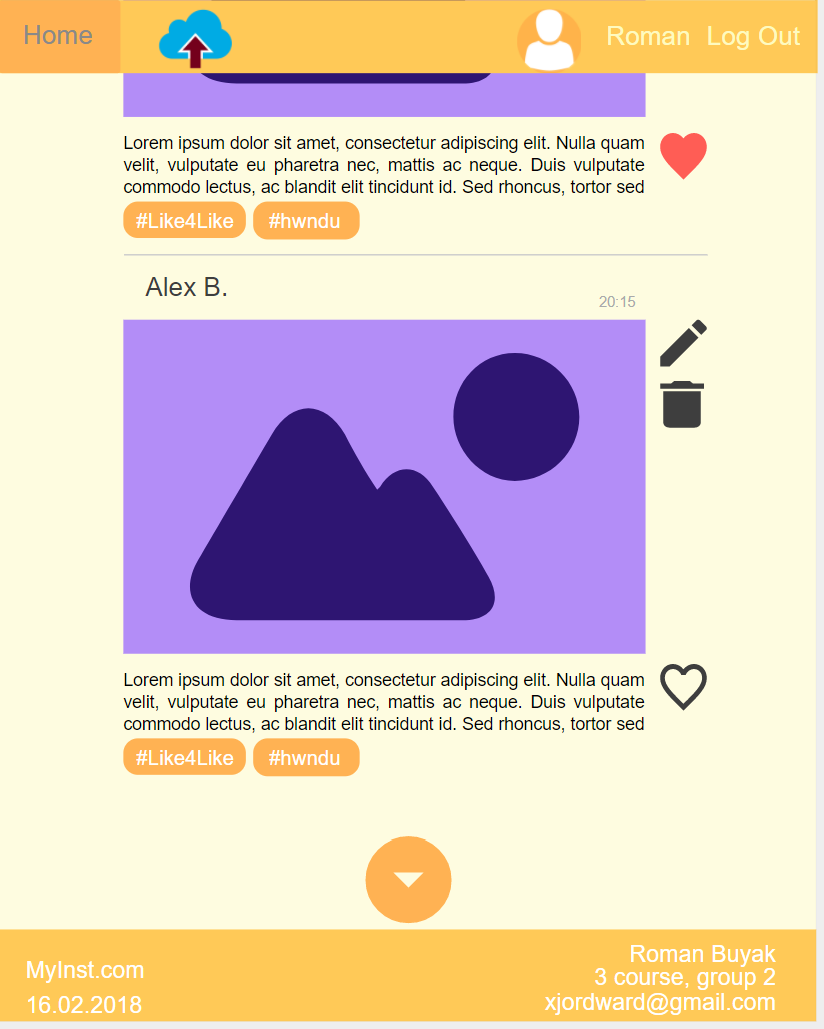 Home
Roman Log Out
Lorem ipsum dolor sit amet, consectetur adipiscing elit. Nulla quam
velit, vulputate eu pharetra nec, mattis ac neque. Duis vulputate
commodo lectus, ac blandit elit tincidunt id. Sed rhoncus, tortor sed
#Like4Like #hwndu
Alex B.
20:15
Lorem ipsum dolor sit amet, consectetur adipiscing elit. Nulla quam
velit, vulputate eu pharetra nec, mattis ac neque. Duis vulputate
commodo lectus, ac blandit elit tincidunt id. Sed rhoncus, tortor sed
#Like4Like #hwndu
MyInst.com
16.02.2018
Roman Buyak
3 course, group 2
xjordward@gmail.com